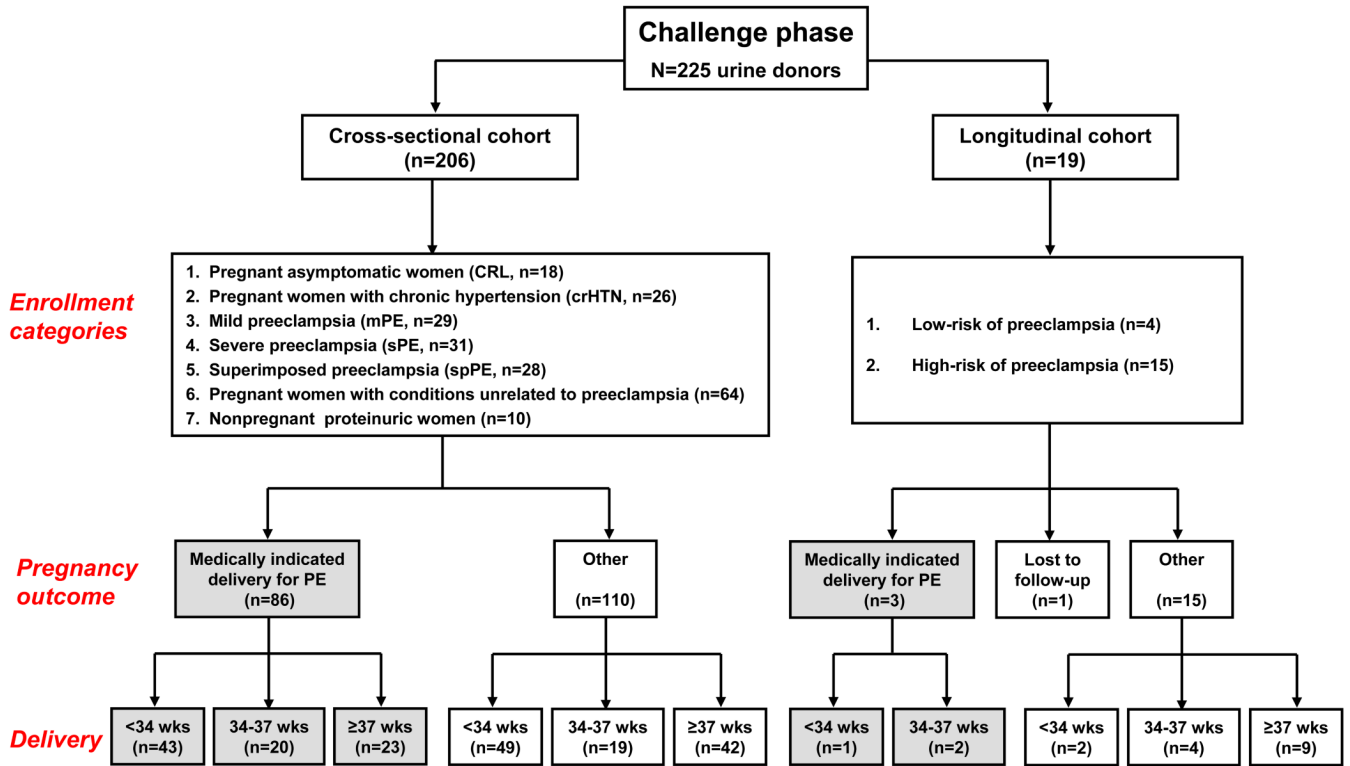 Challenge phase
N=225 urine donors
Cross-sectional cohort
(n=206)
Longitudinal cohort
(n=19)
Enrollment
categories
1. Pregnant asymptomatic women (CRL, n=18)
2. Pregnant women with chronic hypertension (crHTN, n=26)
3. Mild preeclampsia (mPE, n=29)
4. Severe preeclampsia (sPE, n=31)
5. Superimposed preeclampsia (spPE, n=28)
6. Pregnant women with conditions unrelated to preeclampsia (n=64)
7. Nonpregnant proteinuric women (n=10)
1. Low-risk of preeclampsia (n=4)
2. High-risk of preeclampsia (n=15)
Pregnancy
outcome
Medically indicated
delivery for PE
(n=86)
Other
(n=110)
Medically indicated
delivery for PE
(n=3)
Lost to
follow-up
(n=1)
Other
(n=15)
Delivery
<34 wks
(n=43)
34-37 wks
(n=20)
≥37 wks
(n=23)
<34 wks
(n=49)
34-37 wks
(n=19)
≥37 wks
(n=42)
<34 wks
(n=1)
34-37 wks
(n=2)
<34 wks
(n=2)
34-37 wks
(n=4)
≥37 wks
(n=9)